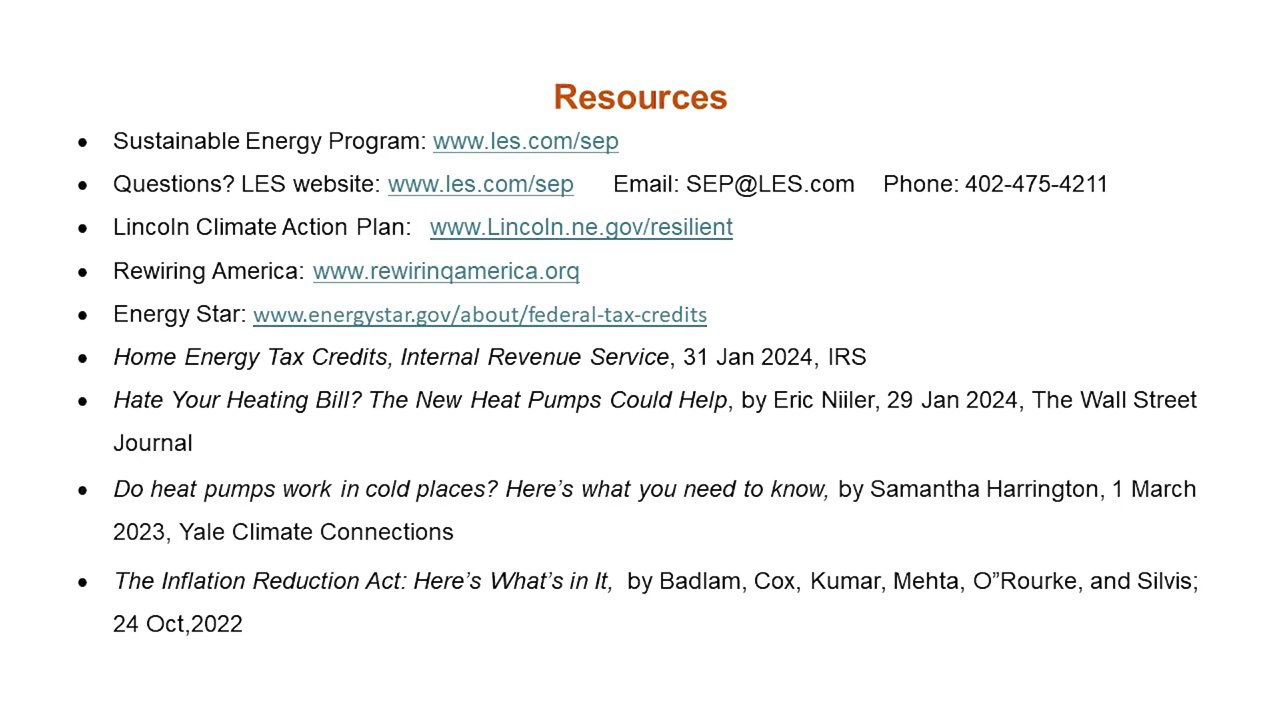 Resources
• Sustainable Energy Program: www.les.com/sep
• Questions? LES website: www.les.com/sep Email: SEP@LES.com Phone: 402-475-4211
• Lincoln Climate Action Plan: www.Lincoln.ne.gov/resilient
• Rewiring America: www.rewiringamerica.org
• Energy Star: www.energystar.gov/about/federal-tax-credits
• Home Energy Tax Credits, Internal Revenue Service, 31 Jan 2024, IRS
• Hate Your Heating Bill? The New Heat Pumps Could Help, by Eric Niiler, 29 Jan 2024, The Wall Street
Journal
• Do heat pumps work in cold places? Here’s what you need to know, by Samantha Harrington, 1 March
2023, Yale Climate Connections
• The Inflation Reduction Act: Here’s What’s in It, by Badlam, Cox, Kumar, Mehta, O”Rourke, and Silvis;
24 Oct,2022